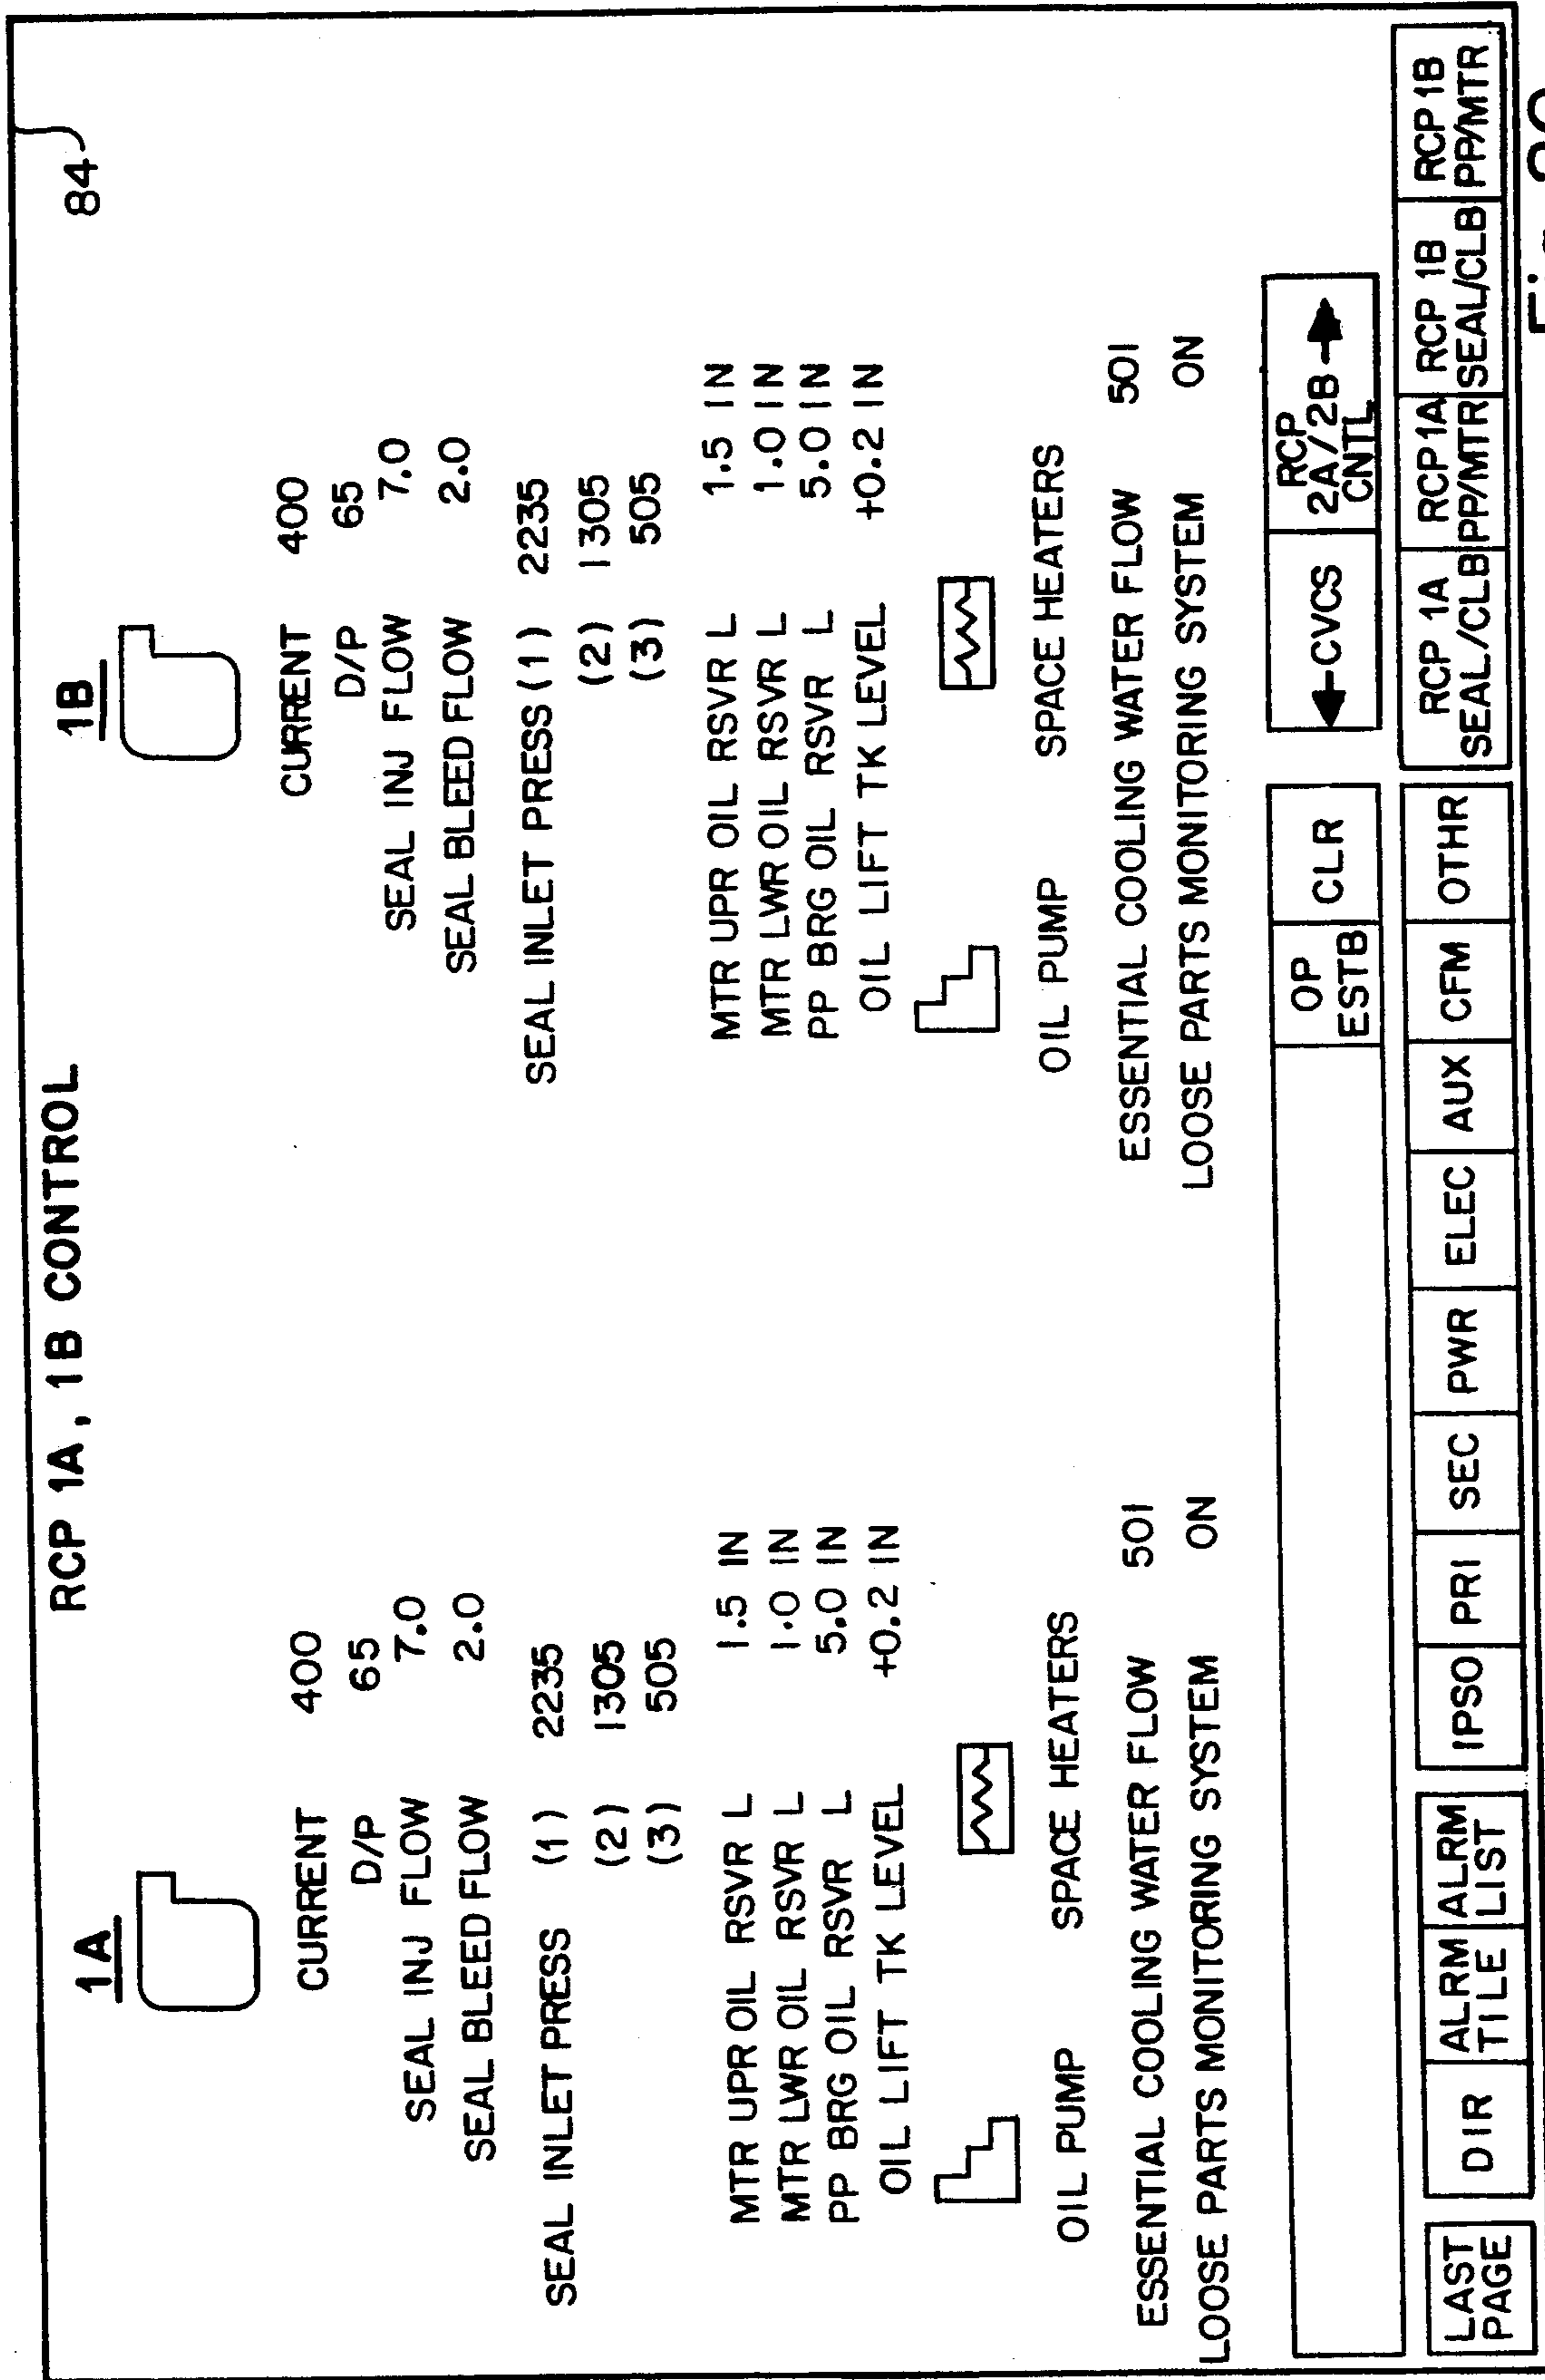 RCP 1A, 1B CONTROL
84
1A
CURRENT 400
D/P 65
SEAL INJ FLOW 7.0
SEAL BLEED FLOW 2.0
SEAL INLET PRESS (1) 2235
(2) 1305
(3) 505
MTR UPR OIL RSVR L 1.5 IN
MTR LWR OIL RSVR L 1.0 IN
PP BRG OIL RSVR L 5.0 IN
OIL LIFT TK LEVEL +0.2 IN
OIL PUMP SPACE HEATERS
ESSENTIAL COOLING WATER FLOW 501
LOOSE PARTS MONITORING SYSTEM ON
1B
CURRENT 400
D/P 65
SEAL INJ FLOW 7.0
SEAL BLEED FLOW 2.0
SEAL INLET PRESS (1) 2235
(2) 1305
(3) 505
MTR UPR OIL RSVR L 1.5 IN
MTR LWR OIL RSVR L 1.0 IN
PP BRG OIL RSVR L 5.0 IN
OIL LIFT TK LEVEL +0.2 IN
OIL PUMP SPACE HEATERS
ESSENTIAL COOLING WATER FLOW 501
LOOSE PARTS MONITORING SYSTEM ON
OP
ESTB
CLR
←CVCS
RCP
2A/2B→
CNTL
LAST
PAGE
DIR
ALRM
TILE
ALRM
LIST
IPSO
PRI
SEC
PWR
ELEC
AUX
CFM
OTHR
RCP 1A
SEAL/CLB
RCP 1A
PP/MTR
RCP 1B
SEAL/CLB
RCP 1B
PP/MTR